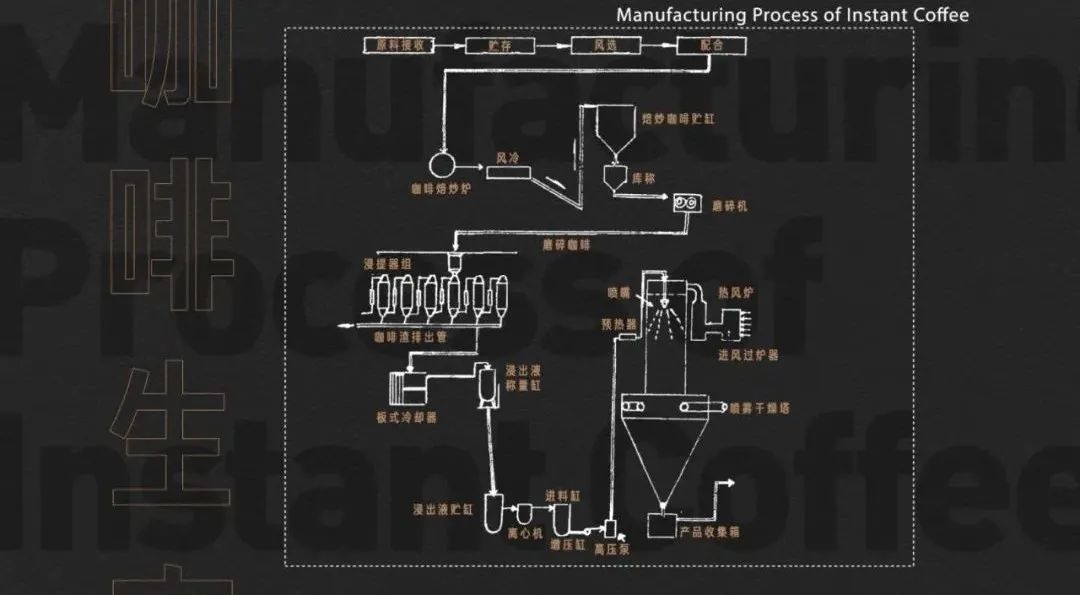 Manufacturing Process of Instant Coffee
原料接收
贮存
风选
配合
焙炒咖啡贮缸
风冷
咖啡焙炒炉
库称
磨碎机
磨碎咖啡
浸提器组
喷嘴
热风炉
预热器
咖啡渣排出管
进风过炉器
浸出液
称量缸
板式冷却器
喷雾干燥塔
进料缸
浸出液贮缸
离心机
增压缸
高压泵
产品收集箱
咖
啡
生
Manufacturing
Process of
Instant Coffee